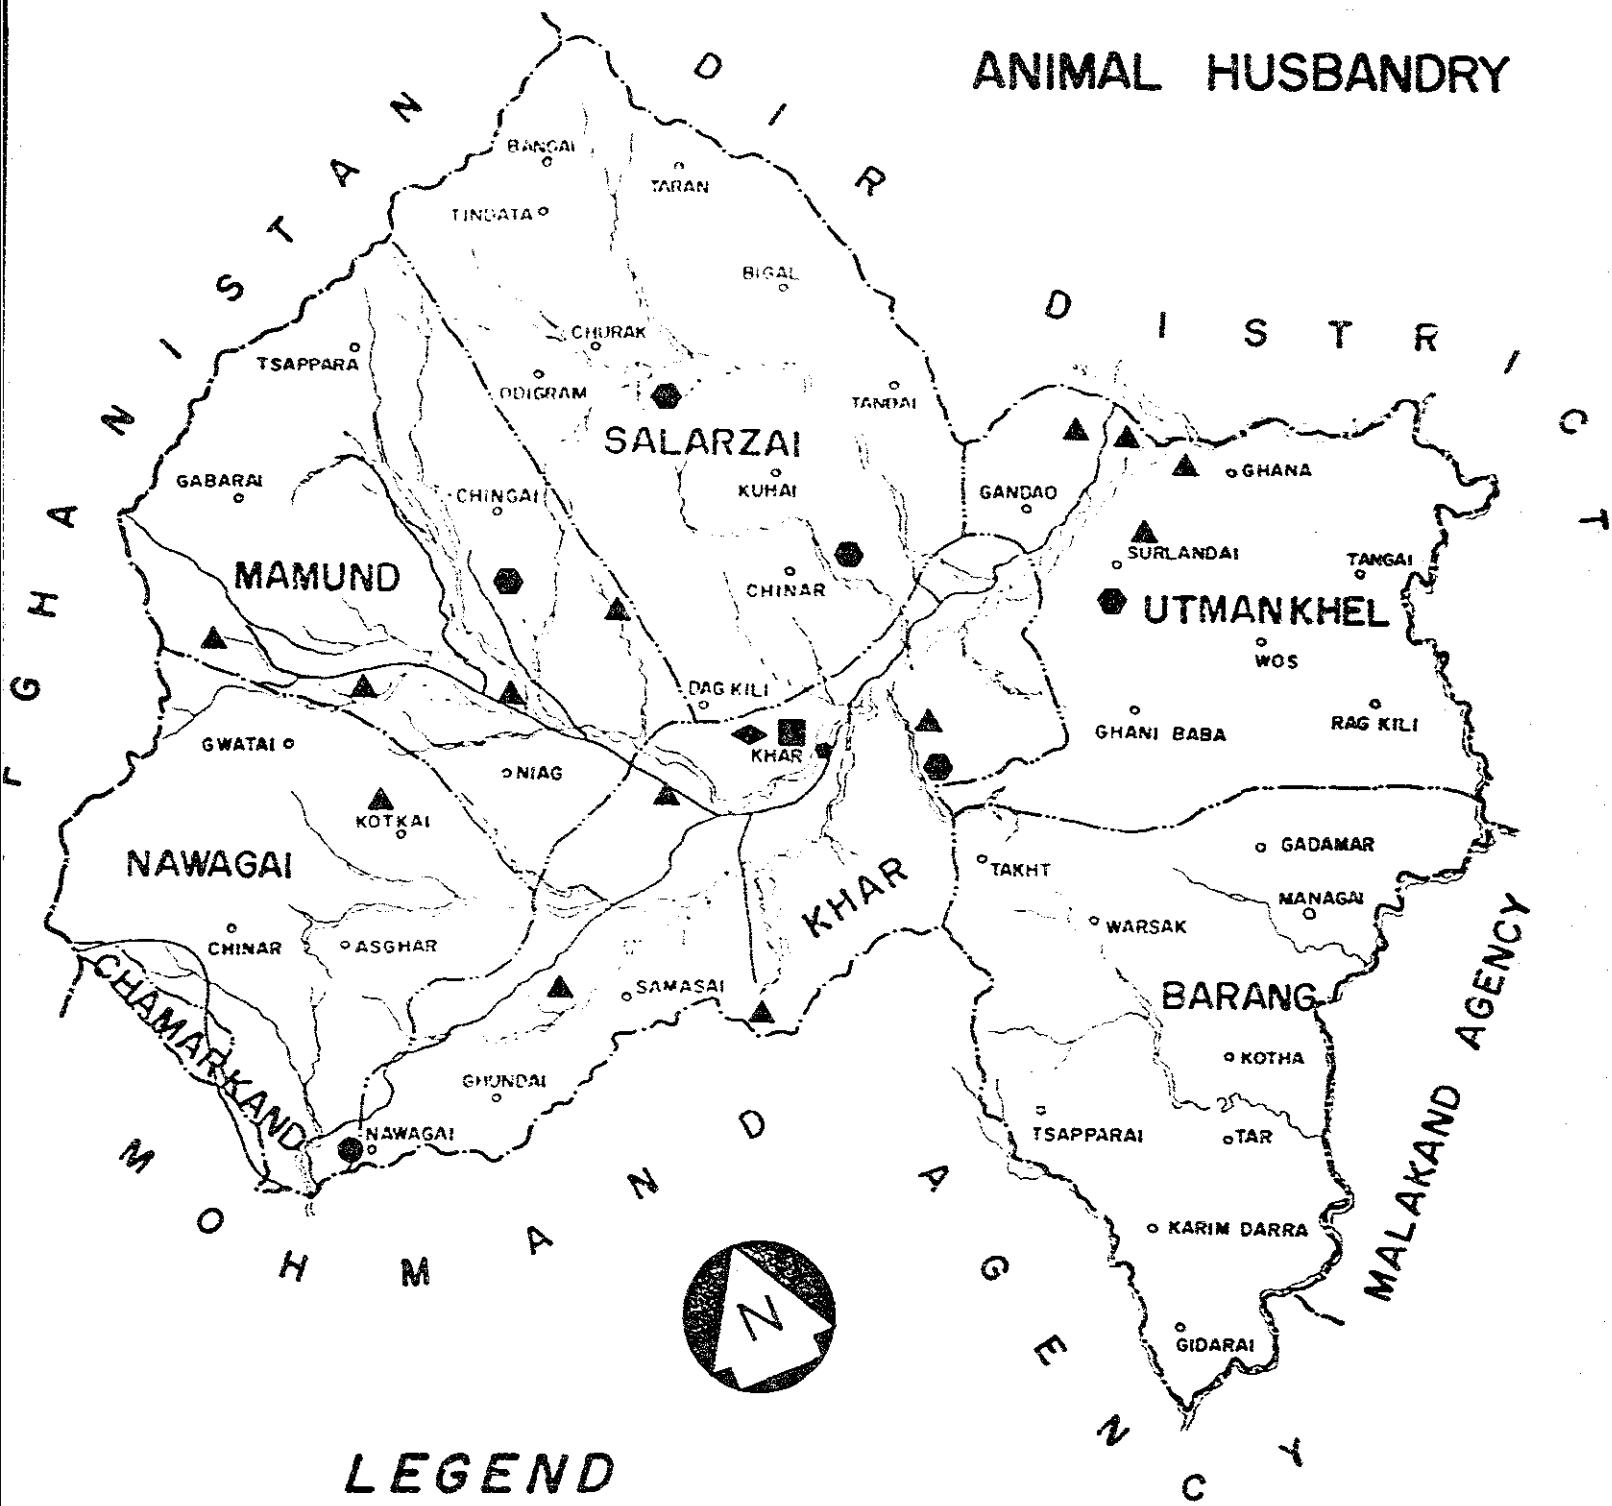 ANIMAL HUSBANDRY
DIR
DISTRICT
GHANISTAN
BANGAI
TARAN
TINDATA
BIGAL
CHURAK
TSAPPARA
ODIGRAM
TANDAI
SALARZAI
GABARAI
CHINGAI
KUHAI
GANDAO
GHANA
SURLANDAI
TANGAI
MAMUND
CHINAR
UTMANKHEL
WOS
DAG KILI
GHANI BABA
RAG KILI
GWATAI
NIAG
KHAR
KOTKAI
NAWAGAI
KHAR
TAKHT
GADAMAR
MANAGAI
WARSAK
CHINAR
ASGHAR
SAMASAI
BARANG
CHAMARKAND
KOTHA
GHUNDAI
NAWAGAI
TSAPPARAI
TAR
KARIM DARRA
GIDARAI
MALAKAND AGENCY
MOHMAND AGENCY
N
LEGEND